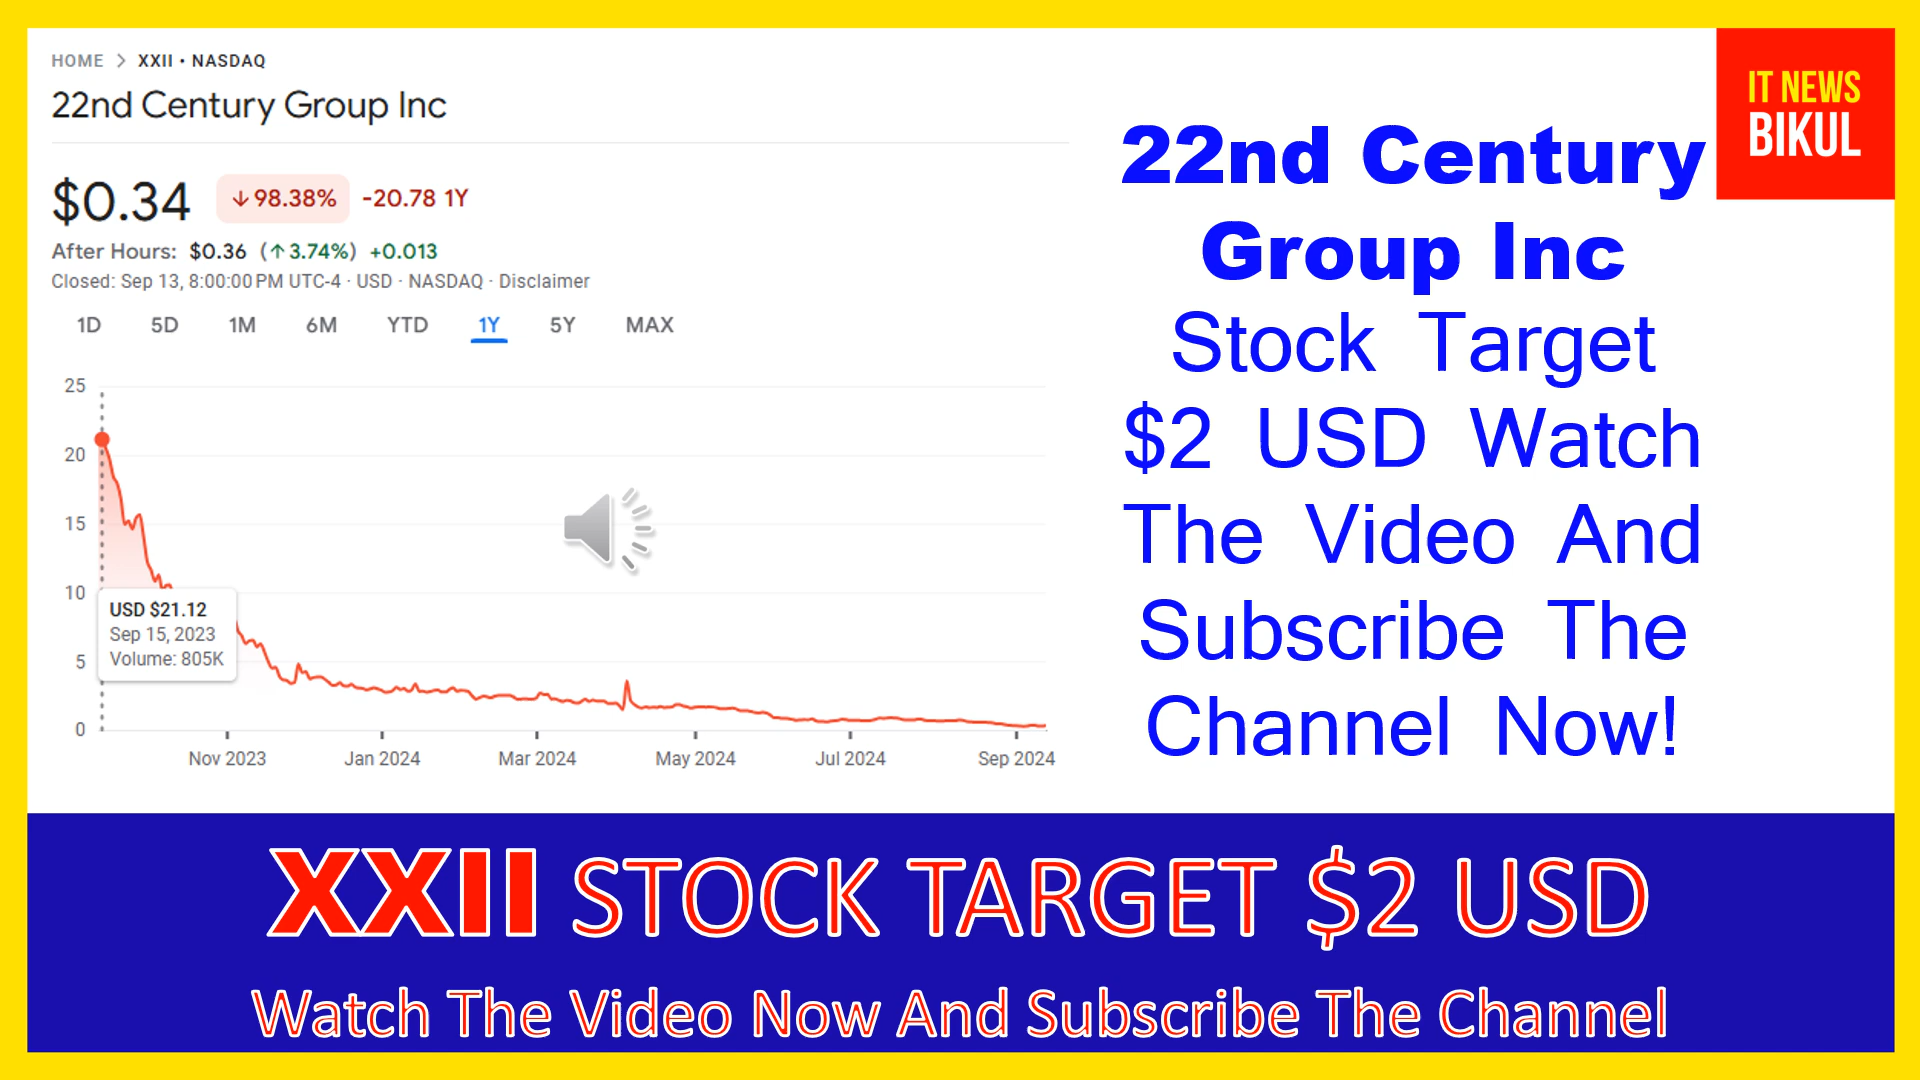 HOME > XXII • NASDAQ
22nd Century Group Inc
$0.34 ↓98.38% -20.78 1Y
After Hours: $0.36 (↑3.74%) +0.013
Closed: Sep 13, 8:00:00 PM UTC-4 · USD · NASDAQ · Disclaimer
1D 5D 1M 6M YTD 1Y 5Y MAX
25
20
15
10
5
0
USD $21.12
Sep 15, 2023
Volume: 805K
Nov 2023 Jan 2024 Mar 2024 May 2024 Jul 2024 Sep 2024
22nd Century
Group Inc
Stock Target
$2 USD Watch
The Video And
Subscribe The
Channel Now!
IT NEWS
BIKUL
XXII STOCK TARGET $2 USD
Watch The Video Now And Subscribe The Channel